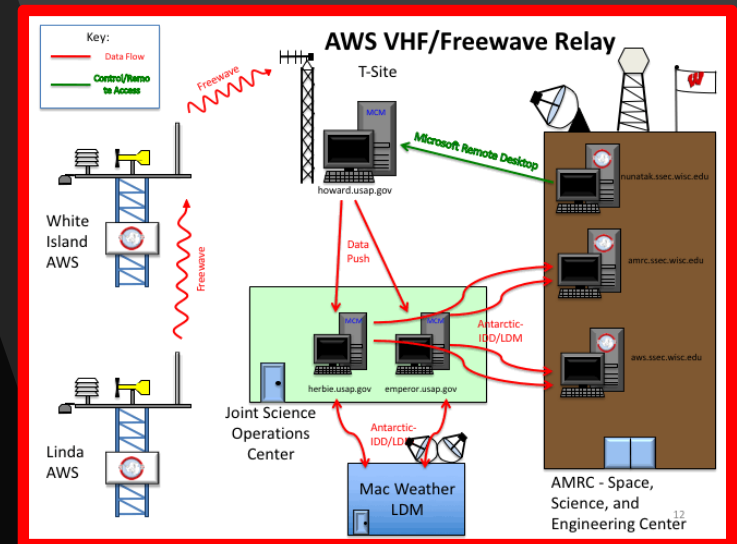 AWS VHF/Freewave Relay
Key:
Data Flow
Control/Remo
te Access
Freewave
T-Site
MCM
howard.usap.gov
Microsoft Remote Desktop
nunatak.ssec.wisc.edu
White
Island
AWS
Freewave
Data
Push
amrc.ssec.wisc.edu
MCM
MCM
Antarctic-
IDD/LDM
herbie.usap.gov
emperor.usap.gov
aws.ssec.wisc.edu
Joint Science
Operations
Center
Antarctic-
IDD/LDM
Linda
AWS
Mac Weather
LDM
AMRC - Space,
Science, and
Engineering Center
12